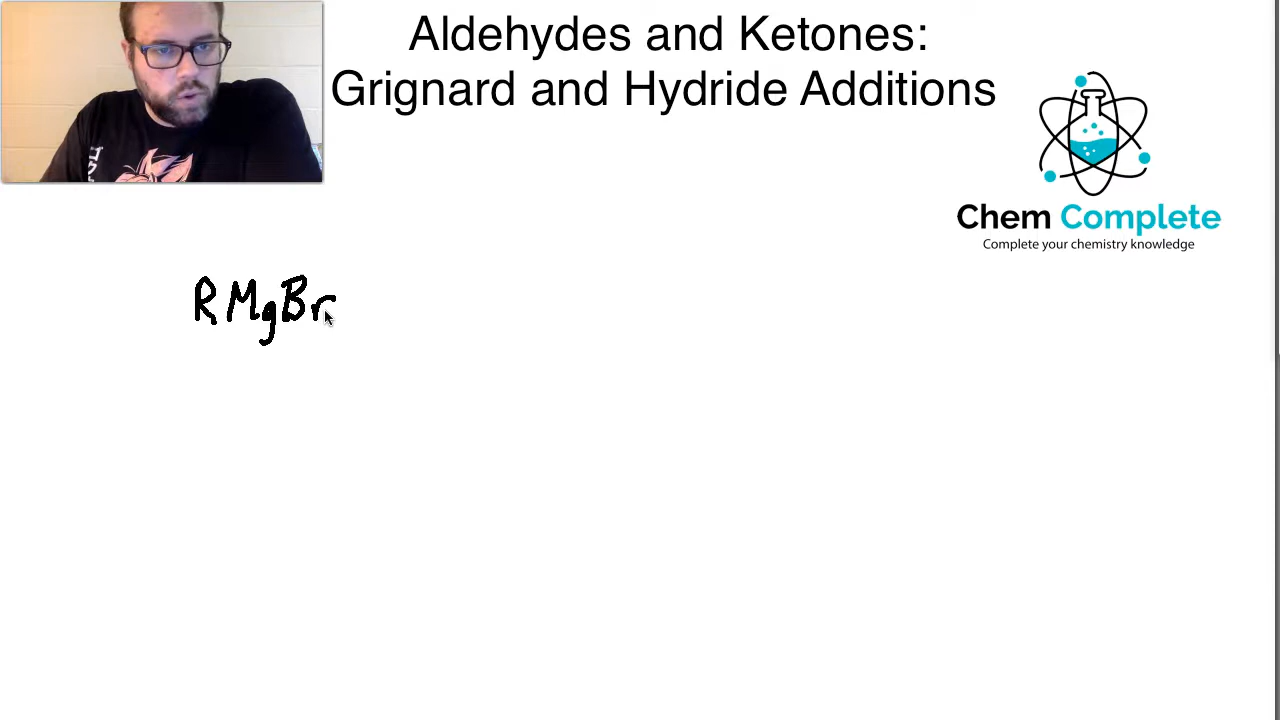 Aldehydes and Ketones:
Grignard and Hydride Additions
Chem Complete
Complete your chemistry knowledge
RMgBr